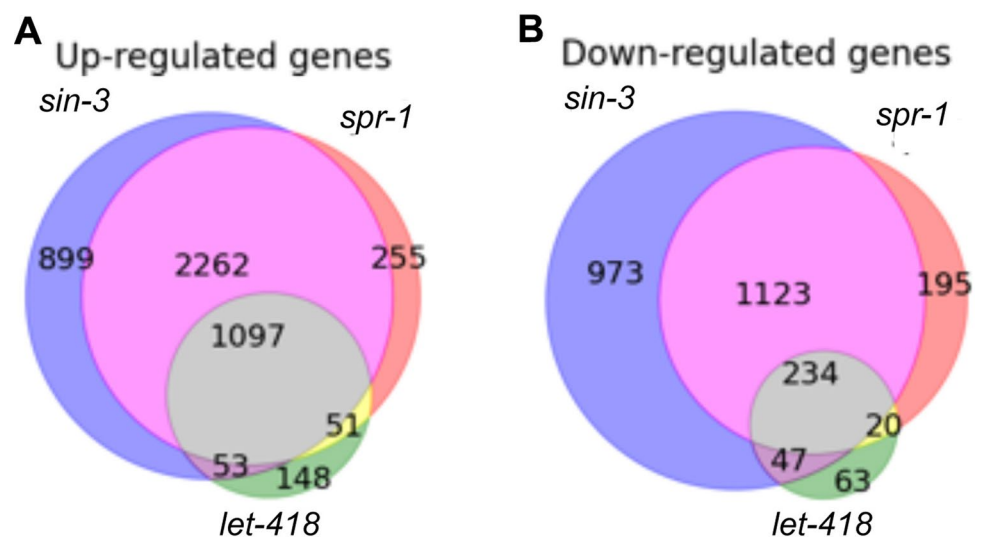 A
Up-regulated genes
sin-3
spr-1
899
2262
255
1097
51
53
148
let-418
B
Down-regulated genes
sin-3
spr-1
973
1123
195
234
20
47
63
let-418